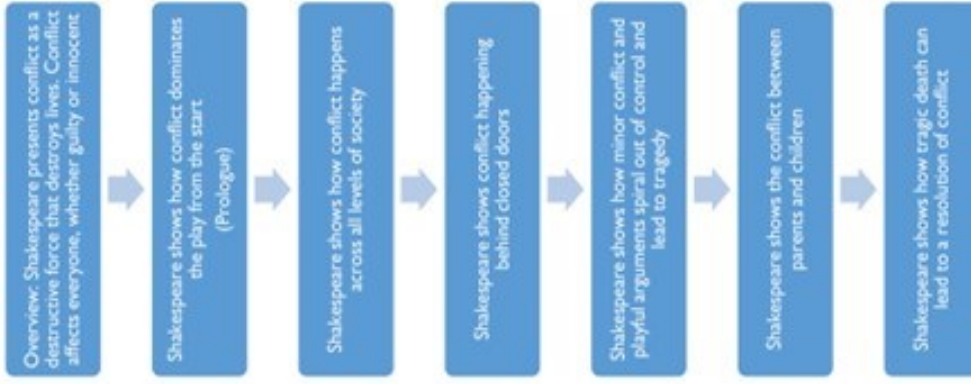 Overview: Shakespeare presents conflict as a
destructive force that destroys lives. Conflict
affects everyone, whether guilty or innocent
Shakespeare shows how conflict dominates
the play from the start
(Prologue)
Shakespeare shows how conflict happens
across all levels of society
Shakespeare shows conflict happening
behind closed doors
Shakespeare shows how minor conflict and
playful arguments spiral out of control and
lead to tragedy
Shakespeare shows the conflict between
parents and children
Shakespeare shows how tragic death can
lead to a resolution of conflict